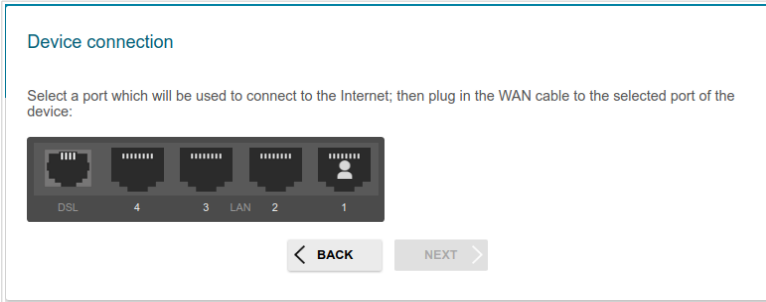 Device connection
Select a port which will be used to connect to the Internet; then plug in the WAN cable to the selected port of the
device:
DSL 4 3 LAN 2 1
BACK NEXT